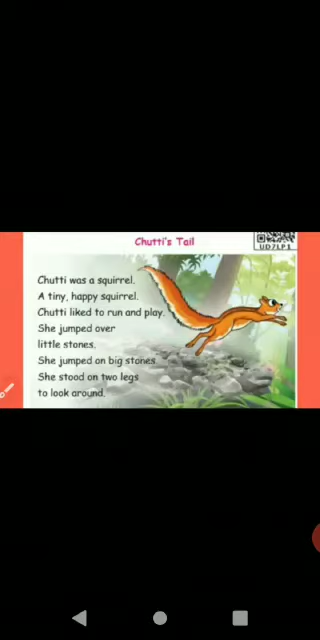 Chutti's Tail
UD7LP1
Chutti was a squirrel.
A tiny, happy squirrel.
Chutti liked to run and play.
She jumped over
little stones.
She jumped on big stones
She stood on two legs
to look around.